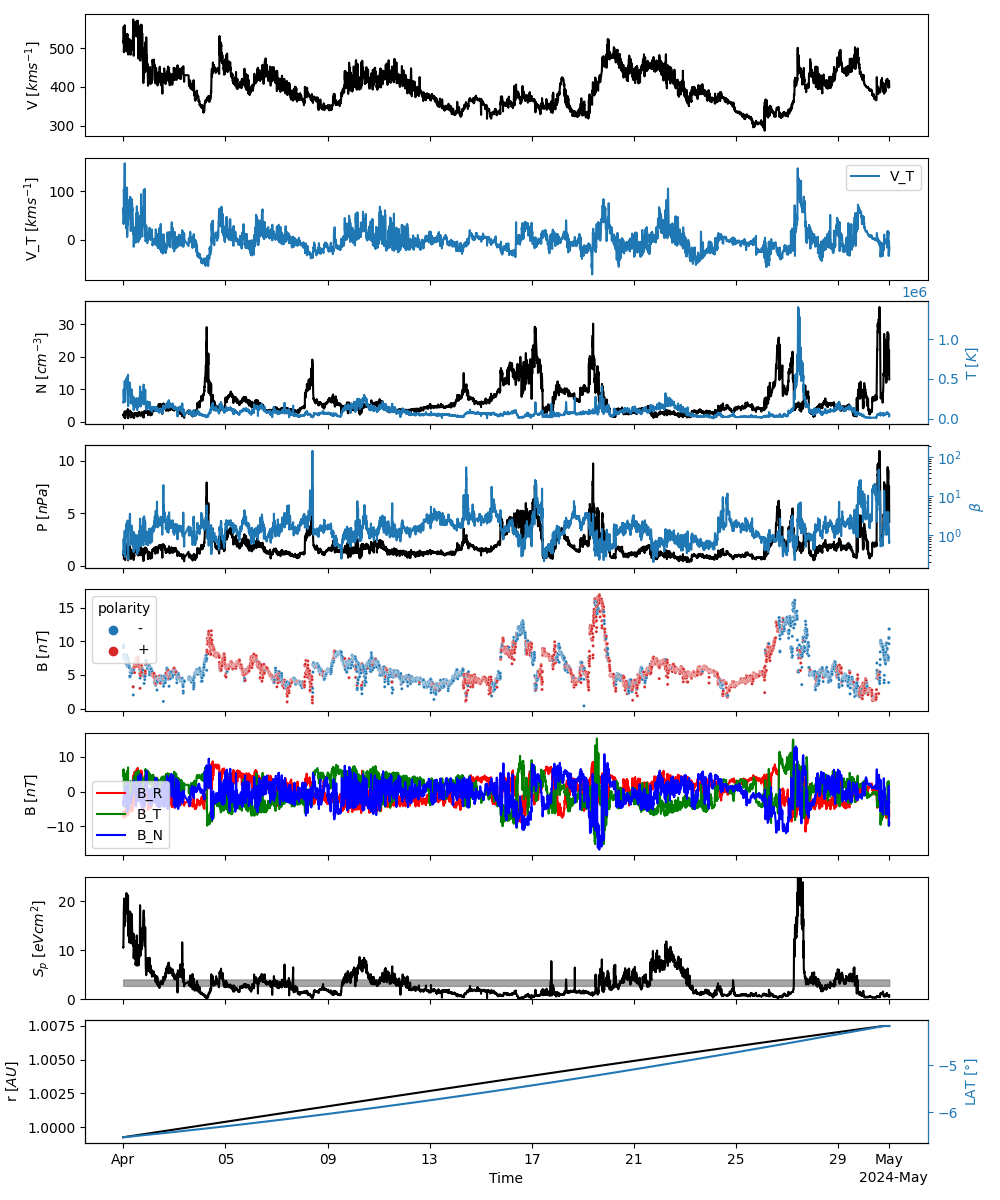 500
400
300
V [kms⁻¹]
100
0
V_T [kms⁻¹]
V_T
1e6
30
20
10
0
N [cm⁻³]
1.0
0.5
0.0
T [K]
10
5
0
P [nPa]
10²
10¹
10⁰
β
15
10
5
0
B [nT]
polarity
-
+
10
0
−10
B [nT]
B_R
B_T
B_N
20
10
0
Sₚ [eVcm²]
1.0075
1.0050
1.0025
1.0000
r [AU]
−5
−6
LAT [°]
Apr 05 09 13 17 21 25 29 May
Time
2024-May